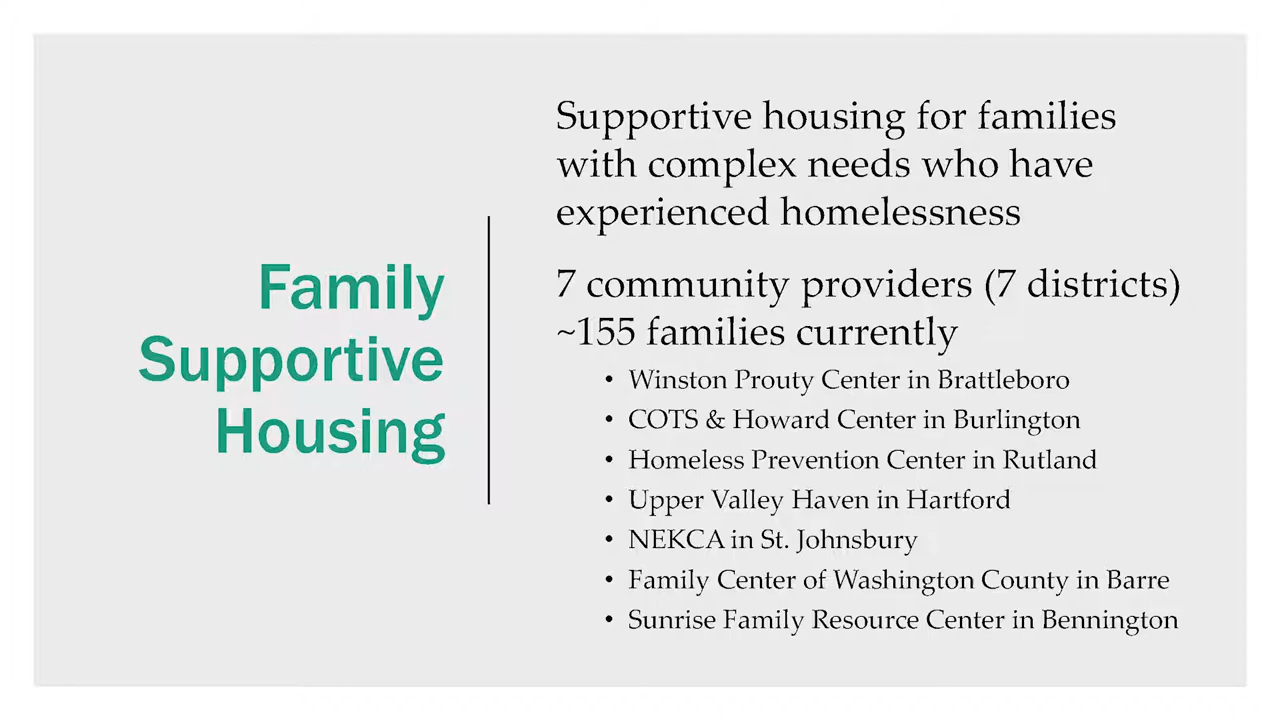 Family
Supportive
Housing
Supportive housing for families
with complex needs who have
experienced homelessness
7 community providers (7 districts)
~155 families currently
• Winston Prouty Center in Brattleboro
• COTS & Howard Center in Burlington
• Homeless Prevention Center in Rutland
• Upper Valley Haven in Hartford
• NEKCA in St. Johnsbury
• Family Center of Washington County in Barre
• Sunrise Family Resource Center in Bennington